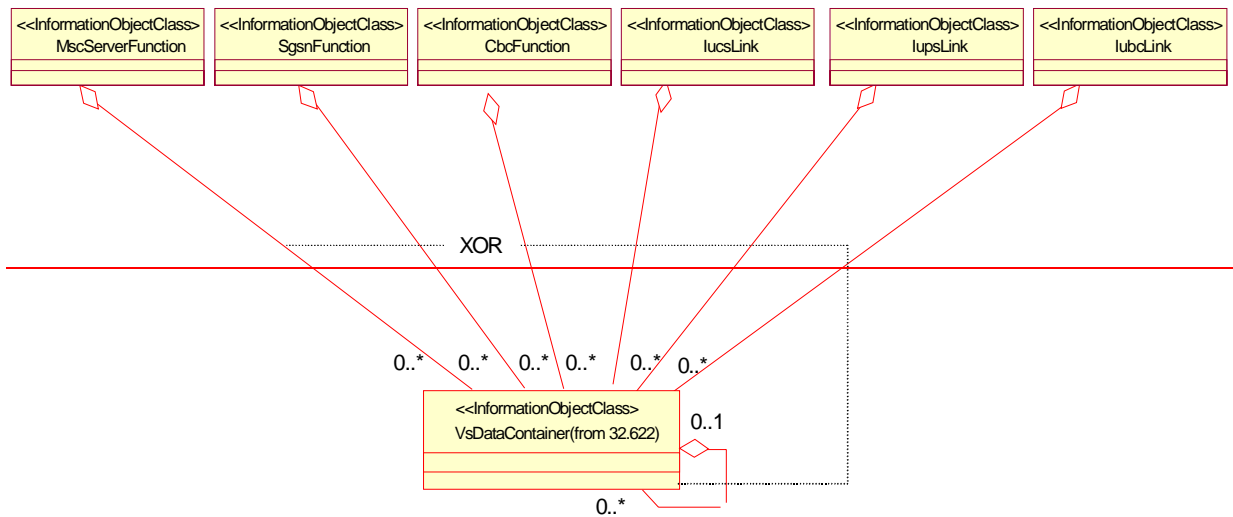 <<InformationObjectClass>
MscServerFunction
<<InformationObjectClass>
SgsnFunction
<<InformationObjectClass>
CbcFunction
<<InformationObjectClass>
IucsLink
<<InformationObjectClass>
IupsLink
<<InformationObjectClass>
IubcLink
XOR
0..*
0..*
0..*
0..*
0..*
0..*
<<InformationObjectClass>
VsDataContainer(from 32.622)
0..1
0..*